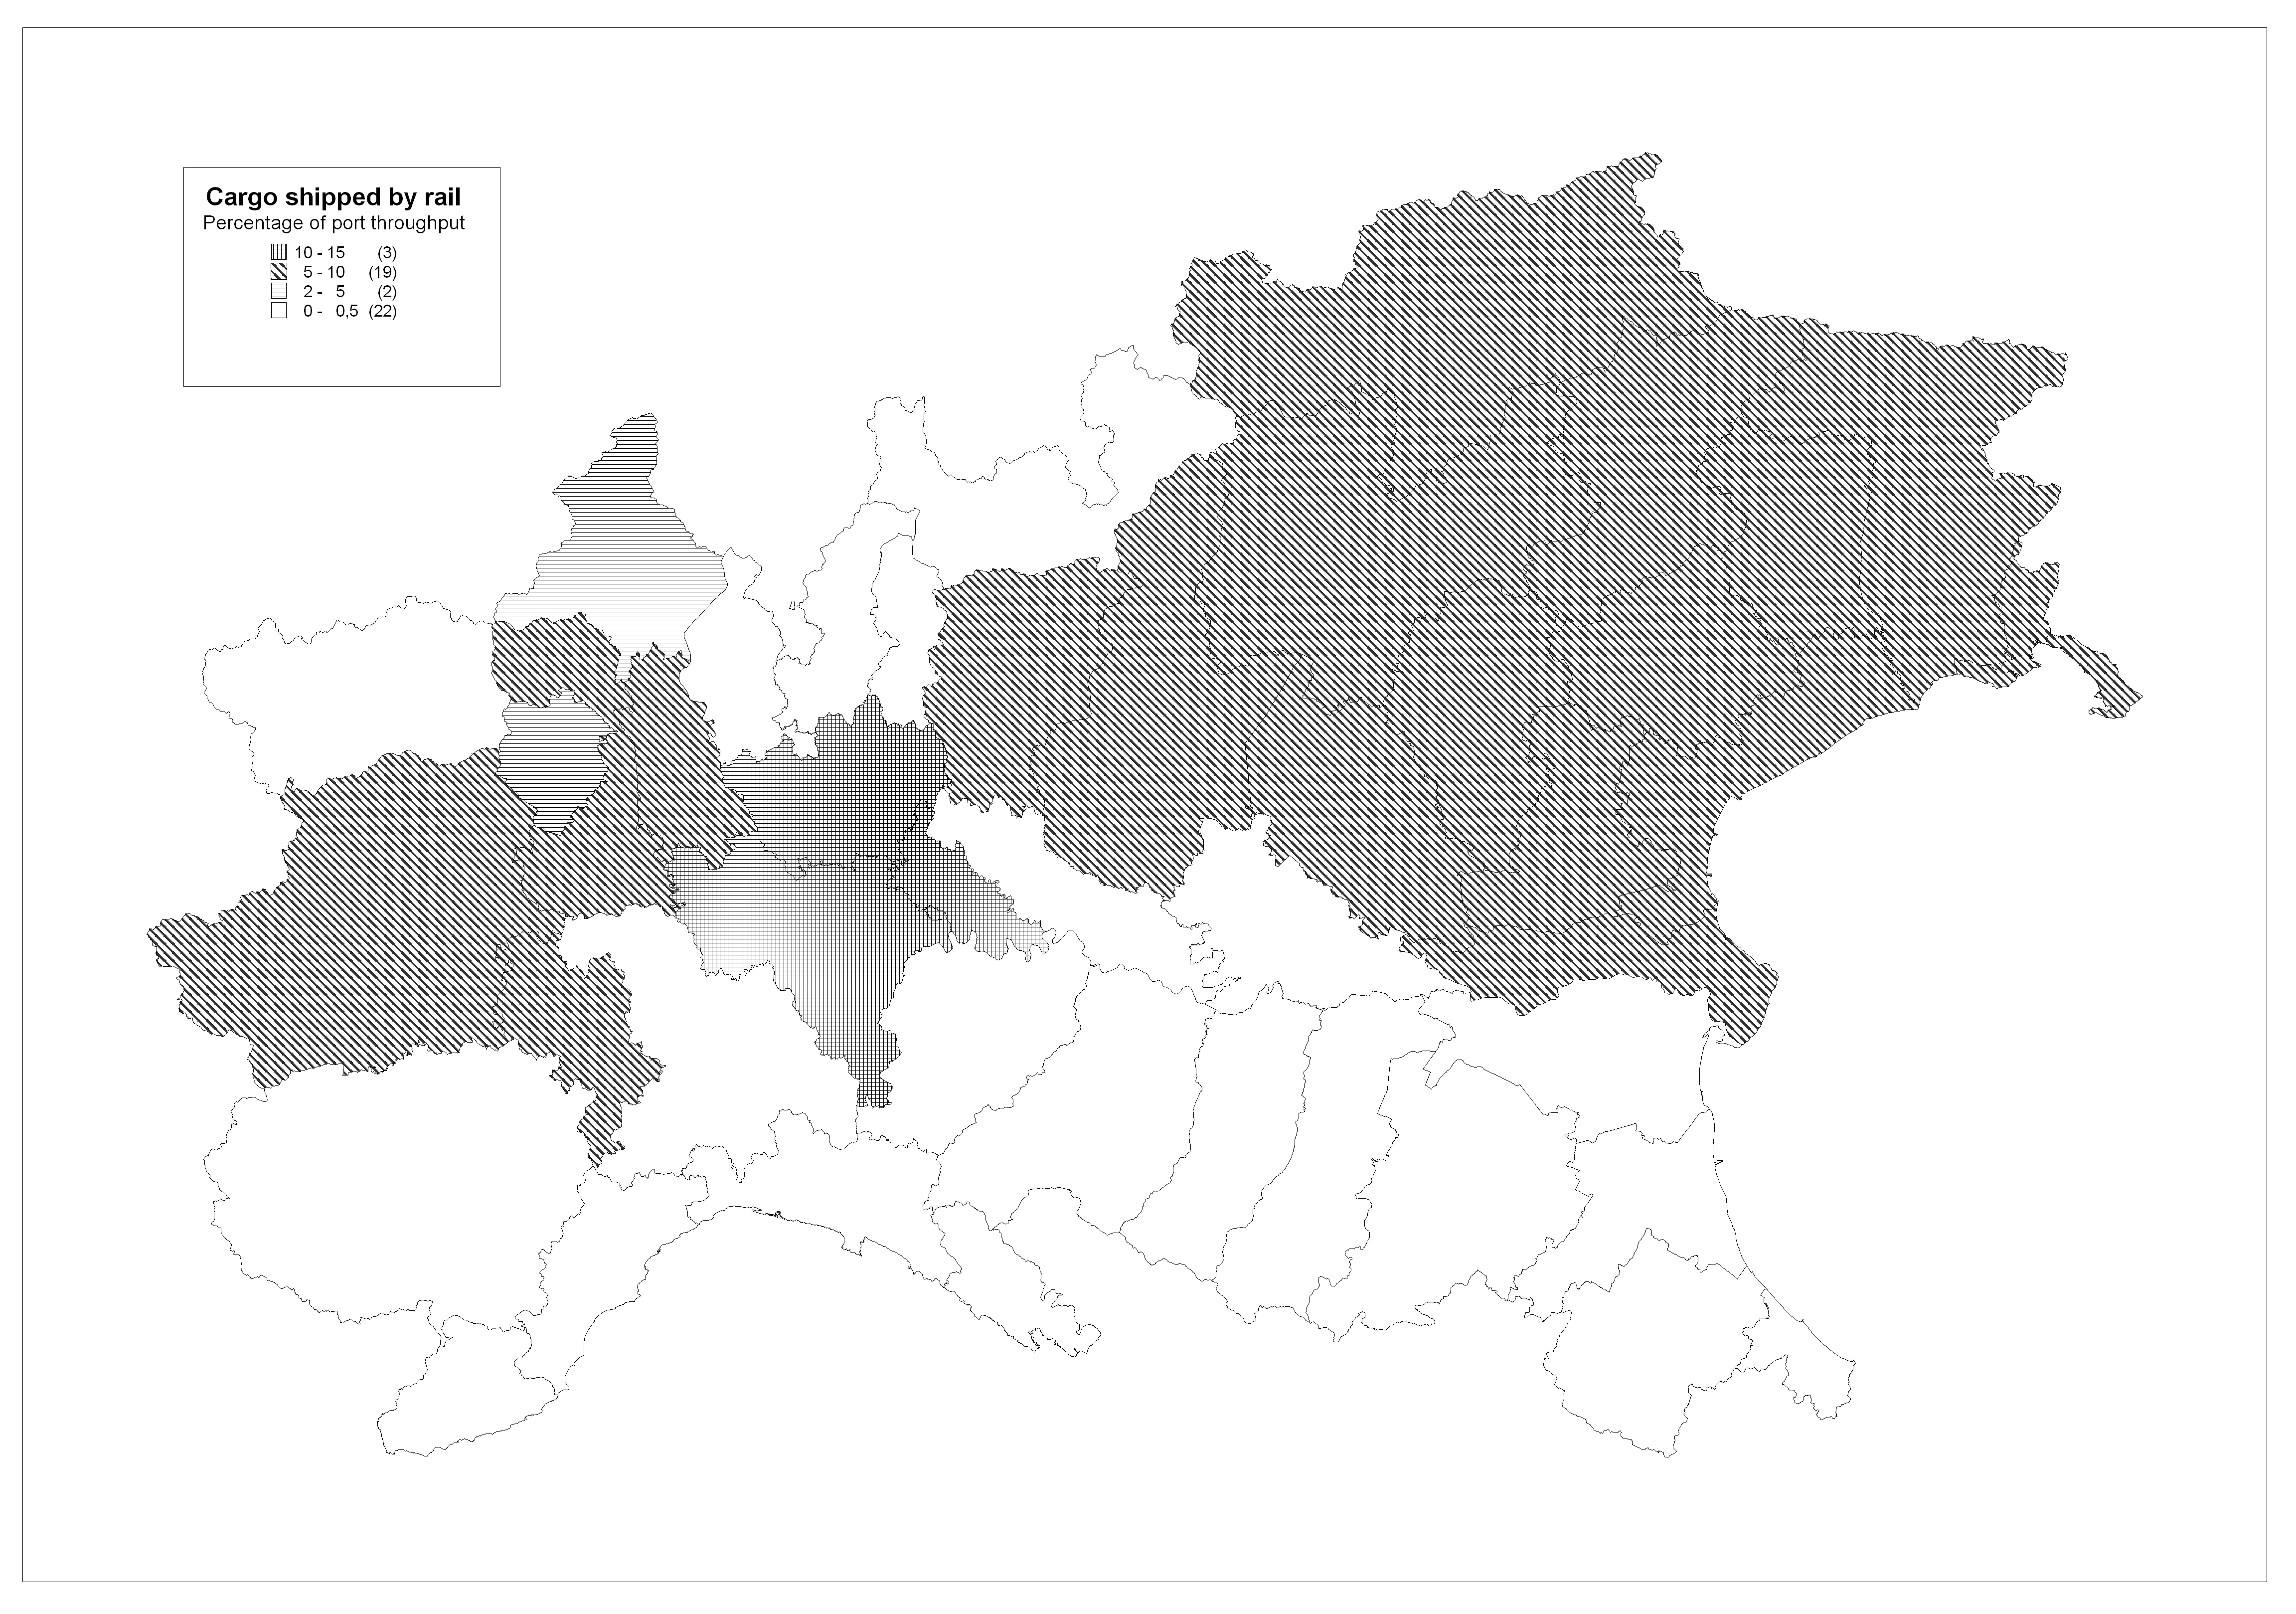 Cargo shipped by rail
Percentage of port throughput
10 - 15 (3)
5 - 10 (19)
2 - 5 (2)
0 - 0,5 (22)